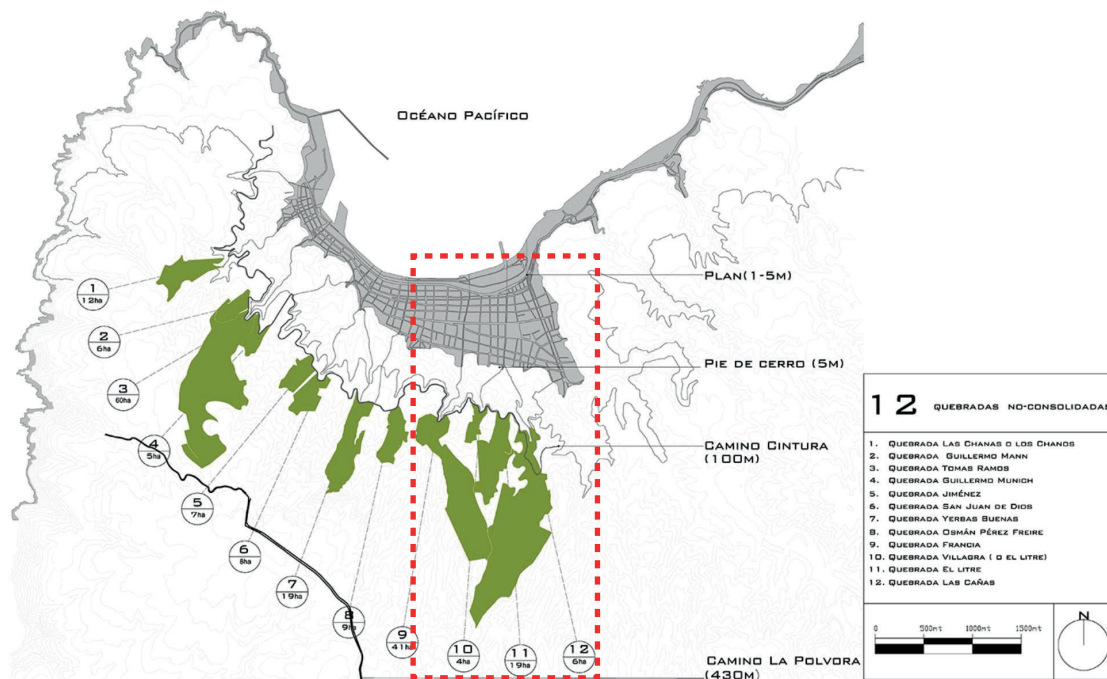 OCÉANO PACÍFICO
PLAN(1-5M)
PIE DE CERRO (5M)
CAMINO CINTURA
(100M)
CAMINO LA POLVORA
(430M)
1
12ha
2
6ha
3
60ha
4
5ha
5
7ha
6
8ha
7
19ha
8
9ha
9
41ha
10
4ha
11
19ha
12
6ha
12 QUEBRADAS NO-CONSOLIDADAS
1. QUEBRADA LAS CHANAS O LOS CHANOS
2. QUEBRADA GUILLERMO MANN
3. QUEBRADA TOMAS RAMOS
4. QUEBRADA GUILLERMO MUNICH
5. QUEBRADA JIMÉNEZ
6. QUEBRADA SAN JUAN DE DIOS
7. QUEBRADA YERBAS BUENAS
8. QUEBRADA OSMÁN PÉREZ FREIRE
9. QUEBRADA FRANCIA
10. QUEBRADA VILLAGRA ( O EL LITRE)
11. QUEBRADA EL LITRE
12. QUEBRADA LAS CAÑAS
0 500mt 1000mt 1500mt
N